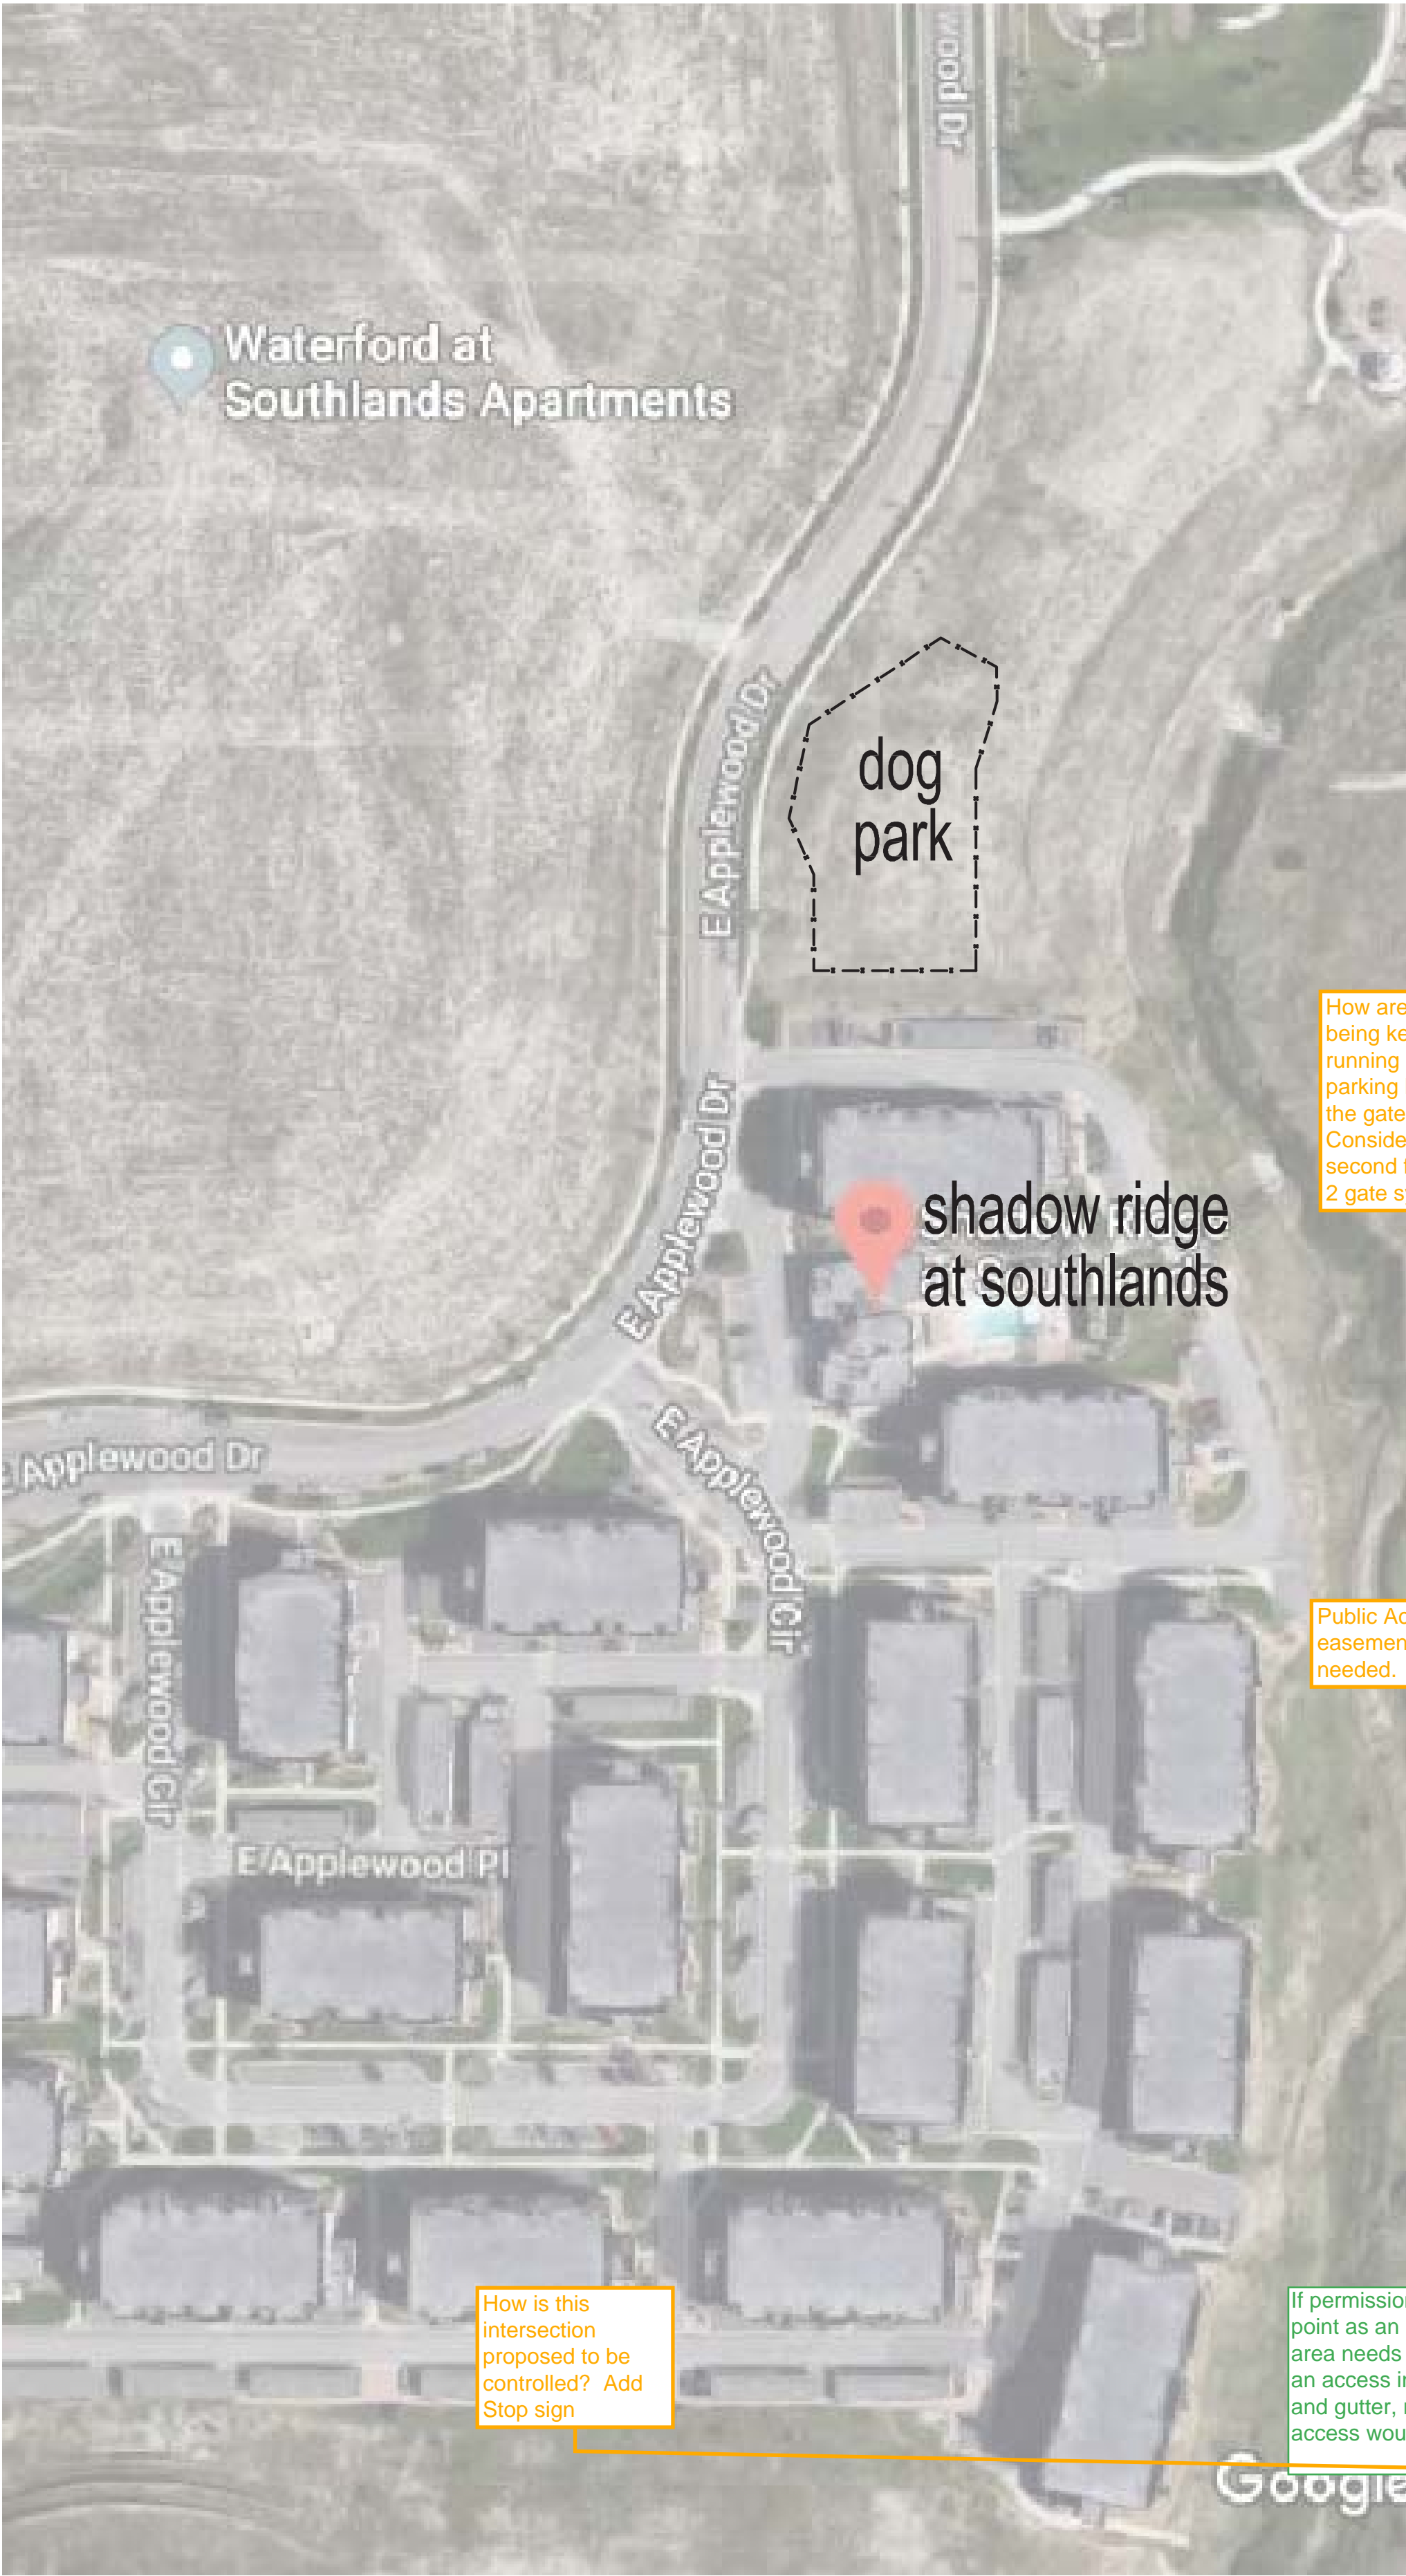 wood Dr
Waterford at
Southlands Apartments
E Applewood Dr
dog
park
How are
being ke
running
parking
the gate
Conside
second f
2 gate s
E Applewood Dr
shadow ridge
at southlands
E Applewood Dr
E Applewood Cir
E Applewood Cir
Public Ac
easemen
needed.
E Applewood Pl
How is this
intersection
proposed to be
controlled? Add
Stop sign
If permission
point as an
area needs
an access i
and gutter, r
access wou
Google